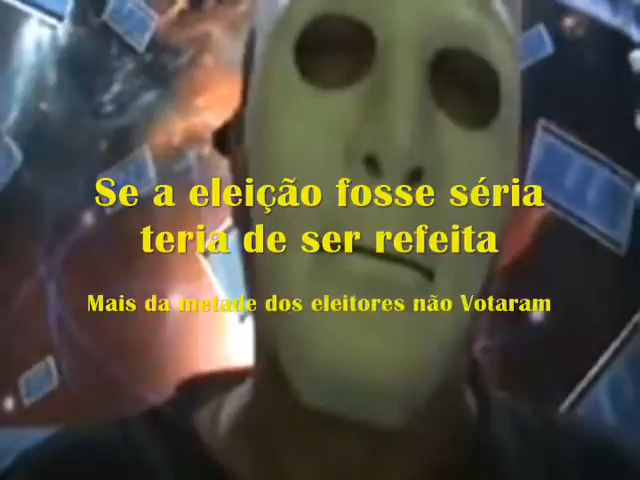 Se a eleição fosse séria
teria de ser refeita
Mais da metade dos eleitores não Votaram